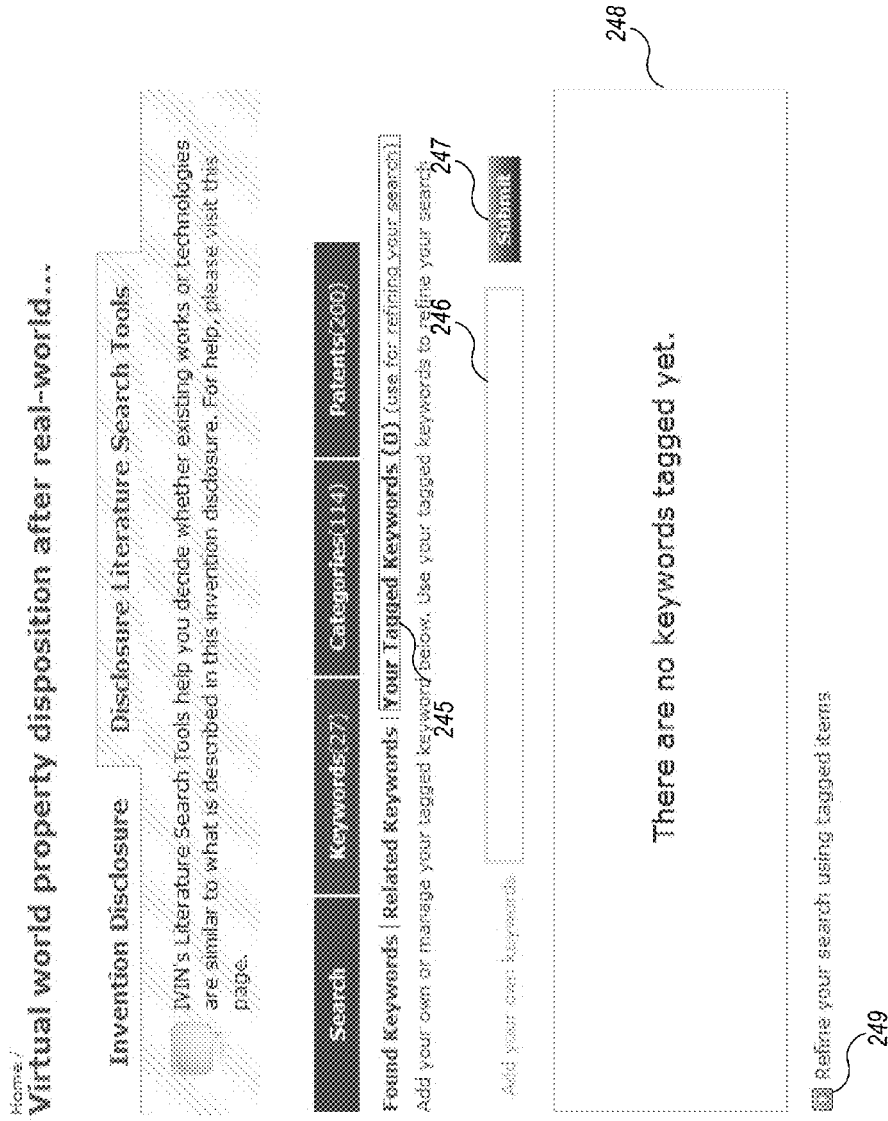 Home /
Virtual world property disposition after real-world...
Invention Disclosure
Disclosure Literature Search Tools
IVIN's Literature Search Tools help you decide whether existing works or technologies
are similar to what is described in this invention disclosure. For help, please visit this
page.
Search
Keywords(27)
Categories(114)
Patents(200)
Found Keywords | Related Keywords | Your Tagged Keywords (0) (use for refining your search)
Add your own or manage your tagged keyword below. Use your tagged keywords to refine your search
245
246
247
Add your own keywords
Submit
248
There are no keywords tagged yet.
Refine your search using tagged items
249